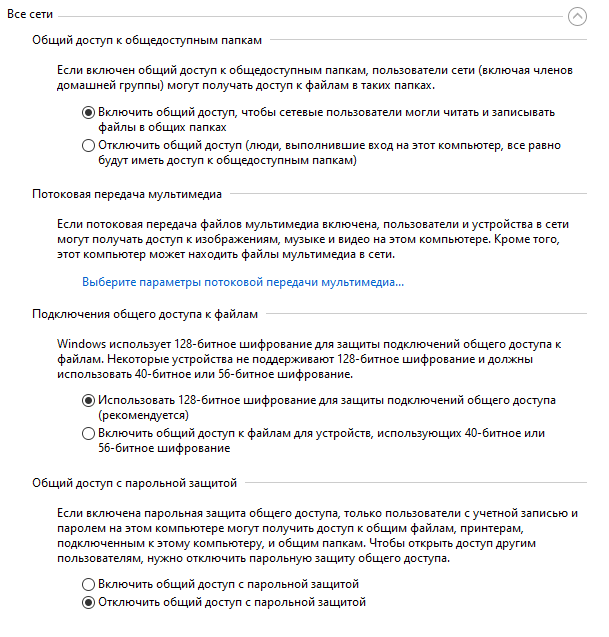 Все сети
Общий доступ к общедоступным папкам
Если включен общий доступ к общедоступным папкам, пользователи сети (включая членов
домашней группы) могут получать доступ к файлам в таких папках.
Включить общий доступ, чтобы сетевые пользователи могли читать и записывать
файлы в общих папках
Отключить общий доступ (люди, выполнившие вход на этот компьютер, все равно
будут иметь доступ к общедоступным папкам)
Потоковая передача мультимедиа
Если потоковая передача файлов мультимедиа включена, пользователи и устройства в сети
могут получать доступ к изображениям, музыке и видео на этом компьютере. Кроме того,
этот компьютер может находить файлы мультимедиа в сети.
Выберите параметры потоковой передачи мультимедиа...
Подключения общего доступа к файлам
Windows использует 128-битное шифрование для защиты подключений общего доступа к
файлам. Некоторые устройства не поддерживают 128-битное шифрование и должны
использовать 40-битное или 56-битное шифрование.
Использовать 128-битное шифрование для защиты подключений общего доступа
(рекомендуется)
Включить общий доступ к файлам для устройств, использующих 40-битное или
56-битное шифрование
Общий доступ с парольной защитой
Если включена парольная защита общего доступа, только пользователи с учетной записью и
паролем на этом компьютере могут получить доступ к общим файлам, принтерам,
подключенным к этому компьютеру, и общим папкам. Чтобы открыть доступ другим
пользователям, нужно отключить парольную защиту общего доступа.
Включить общий доступ с парольной защитой
Отключить общий доступ с парольной защитой